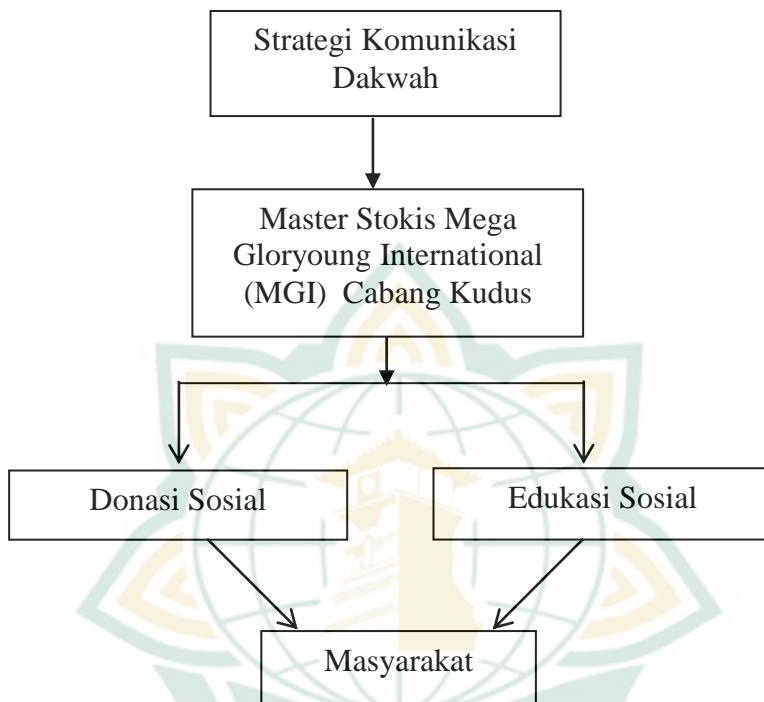 Strategi Komunikasi
Dakwah
Master Stokis Mega
Gloryoung International
(MGI) Cabang Kudus
Donasi Sosial
Edukasi Sosial
Masyarakat